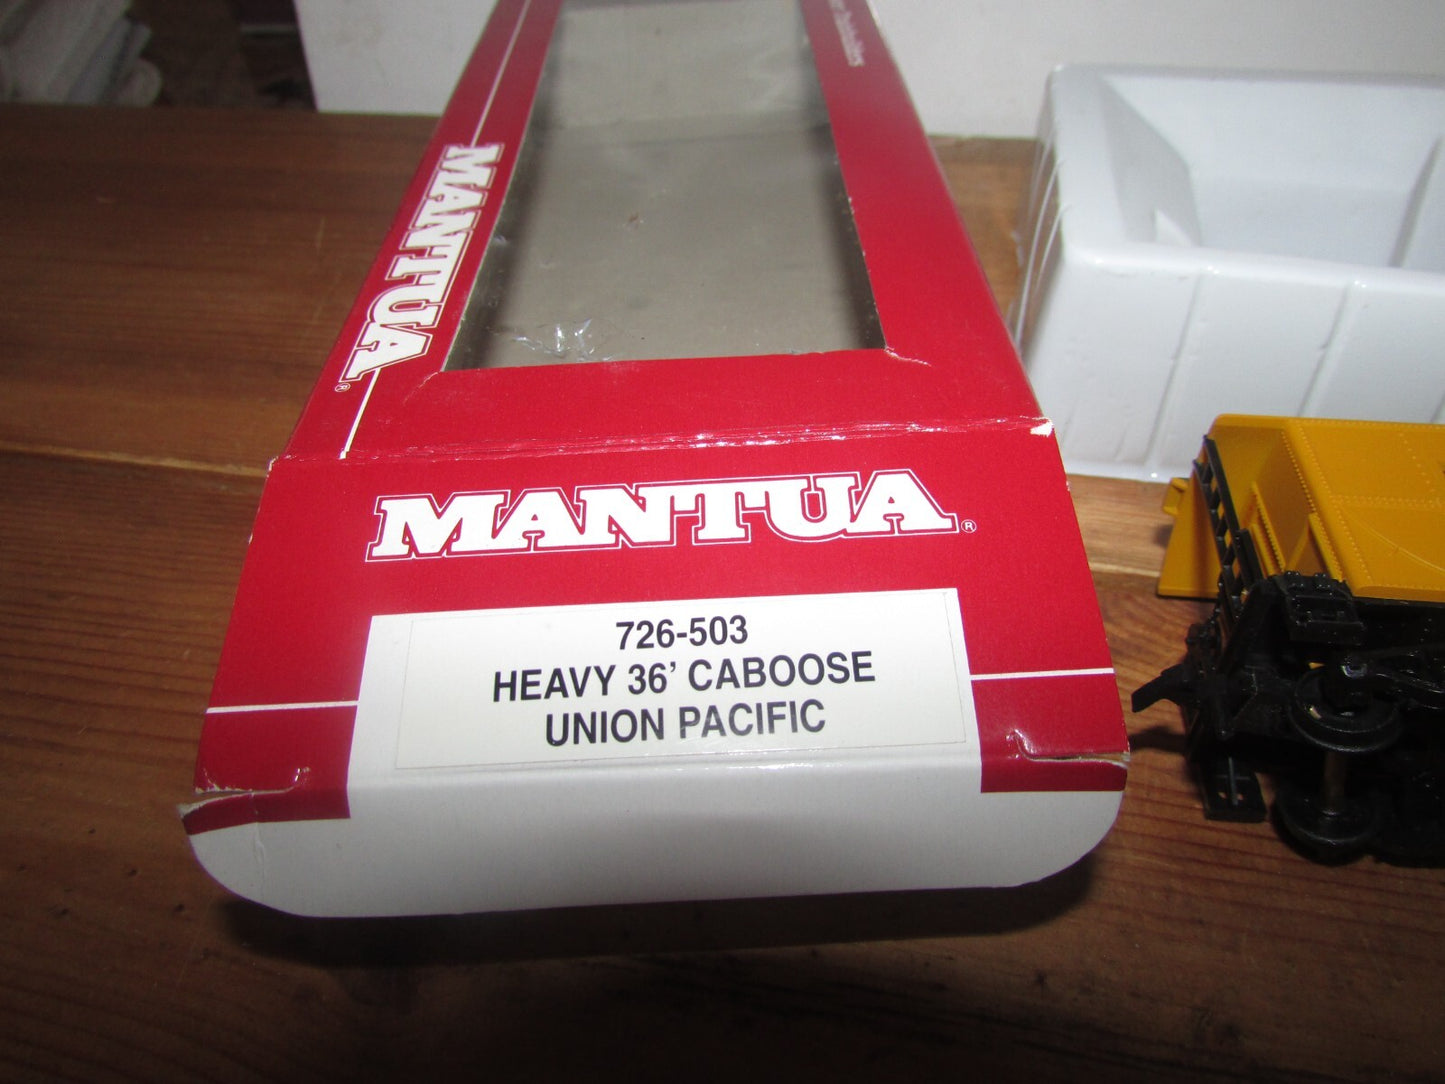 MANTUA®
MANTUA®
726-503
HEAVY 36' CABOOSE
UNION PACIFIC